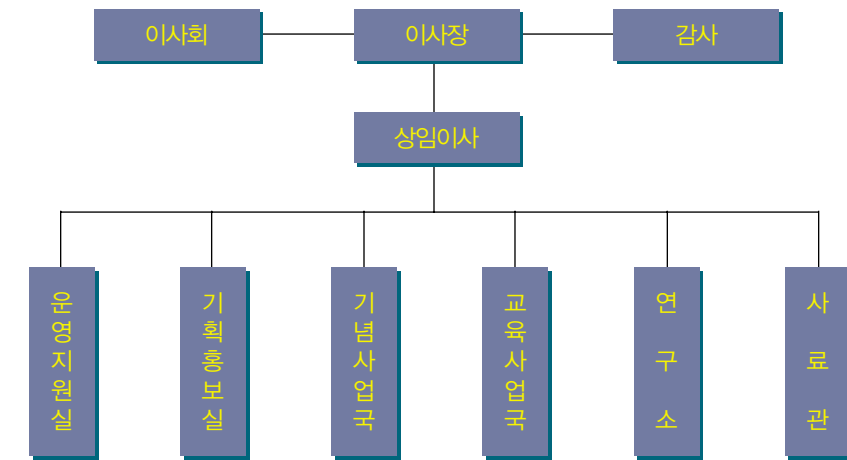 이사회
이사장
감사
상임이사
운영지원실
기획홍보실
기념사업국
교육사업국
연구소
사료관